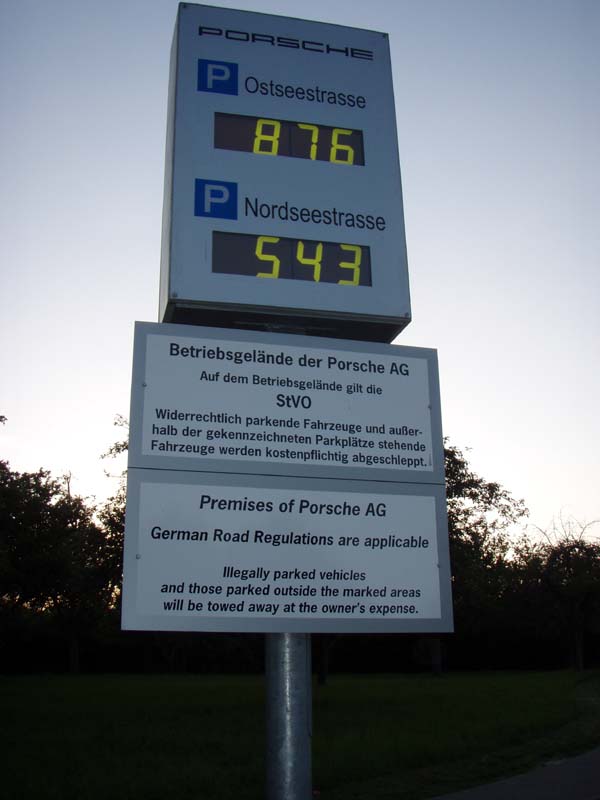 PORSCHE
P Ostseestrasse
876
P Nordseestrasse
543
Betriebsgelände der Porsche AG
Auf dem Betriebsgelände gilt die
StVO
Widerrechtlich parkende Fahrzeuge und außer-
halb der gekennzeichneten Parkplätze stehende
Fahrzeuge werden kostenpflichtig abgeschleppt.
Premises of Porsche AG
German Road Regulations are applicable
Illegally parked vehicles
and those parked outside the marked areas
will be towed away at the owner's expense.